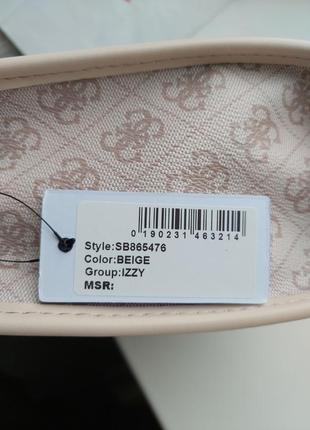 0 190231 463214
Style:SB865476
Color:BEIGE
Group:IZZY
MSR: